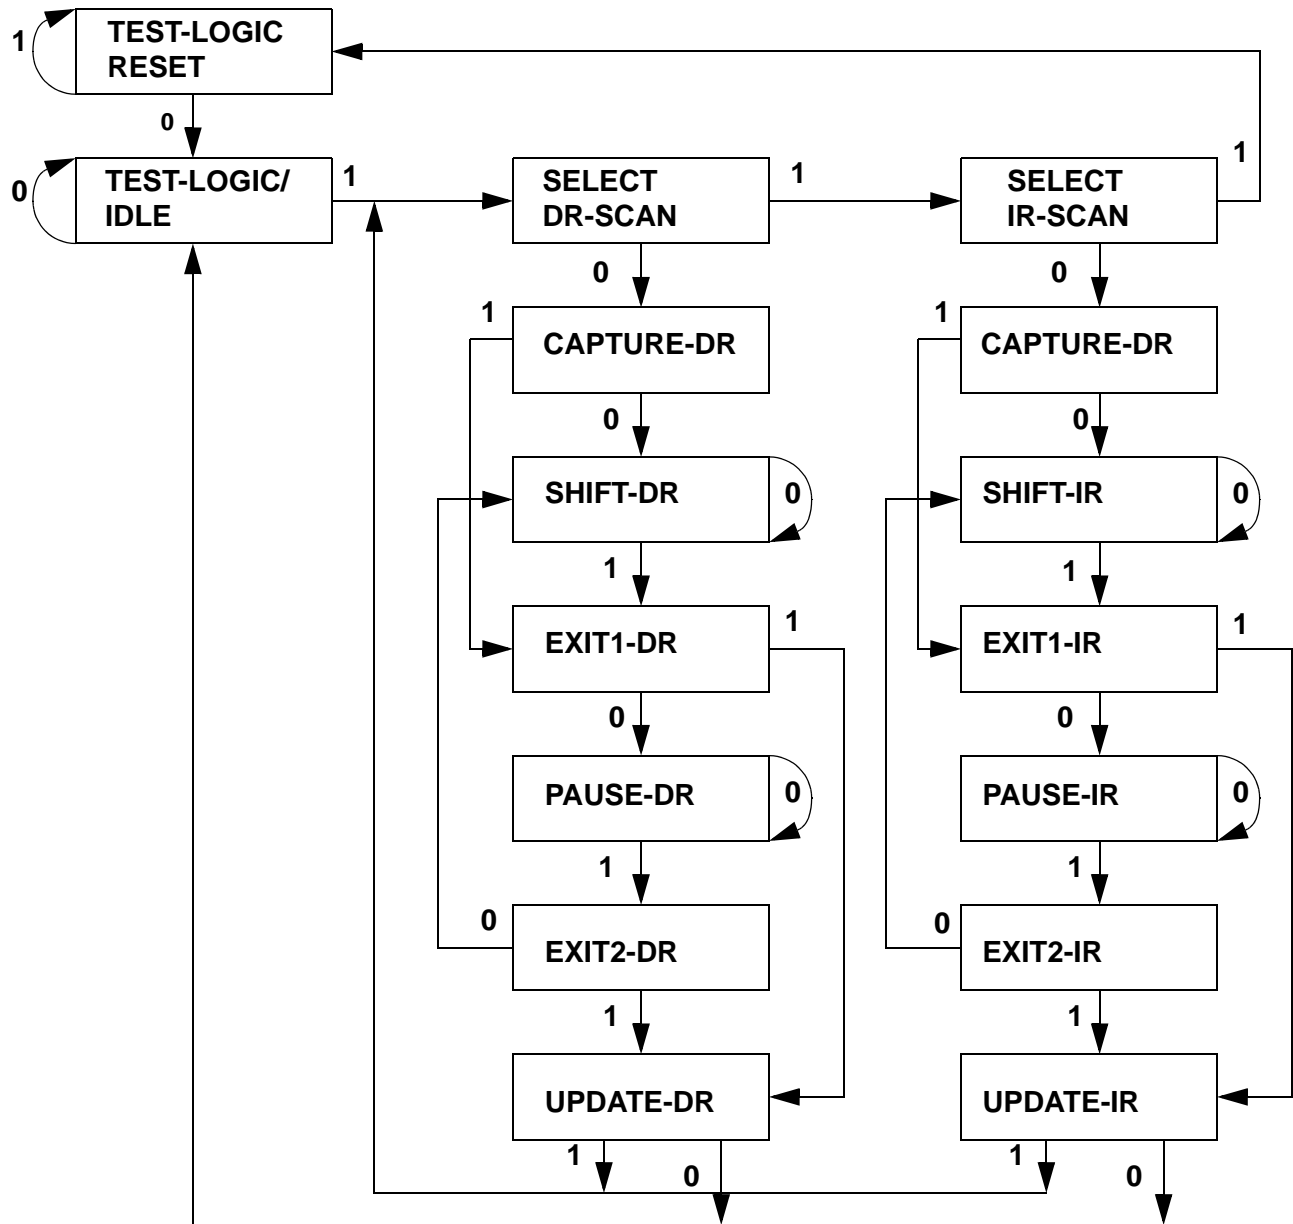 1
TEST-LOGIC
RESET
0
0
TEST-LOGIC/
IDLE
1
SELECT
DR-SCAN
1
SELECT
IR-SCAN
1
0
0
1
CAPTURE-DR
1
CAPTURE-DR
0
0
SHIFT-DR
0
SHIFT-IR
0
1
1
EXIT1-DR
1
EXIT1-IR
1
0
0
PAUSE-DR
0
PAUSE-IR
0
1
1
0
EXIT2-DR
0
EXIT2-IR
1
1
UPDATE-DR
UPDATE-IR
1
0
1
0